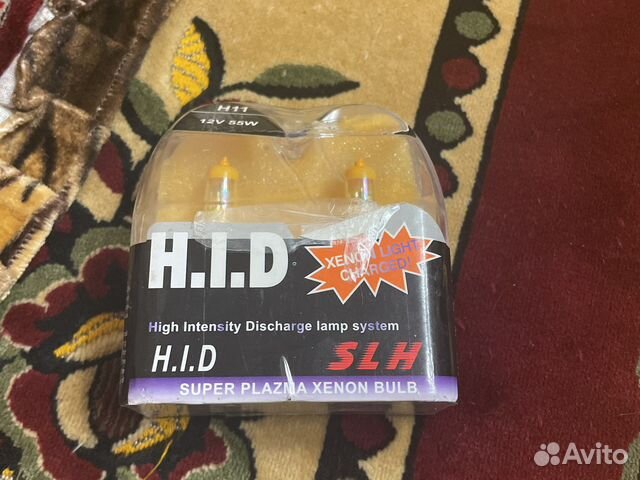 H11
12V 55W
H.I.D
XENON LIGHT
CHARGED!
High Intensity Discharge lamp system
H.I.D
SLH
SUPER PLAZMA XENON BULB
Avito